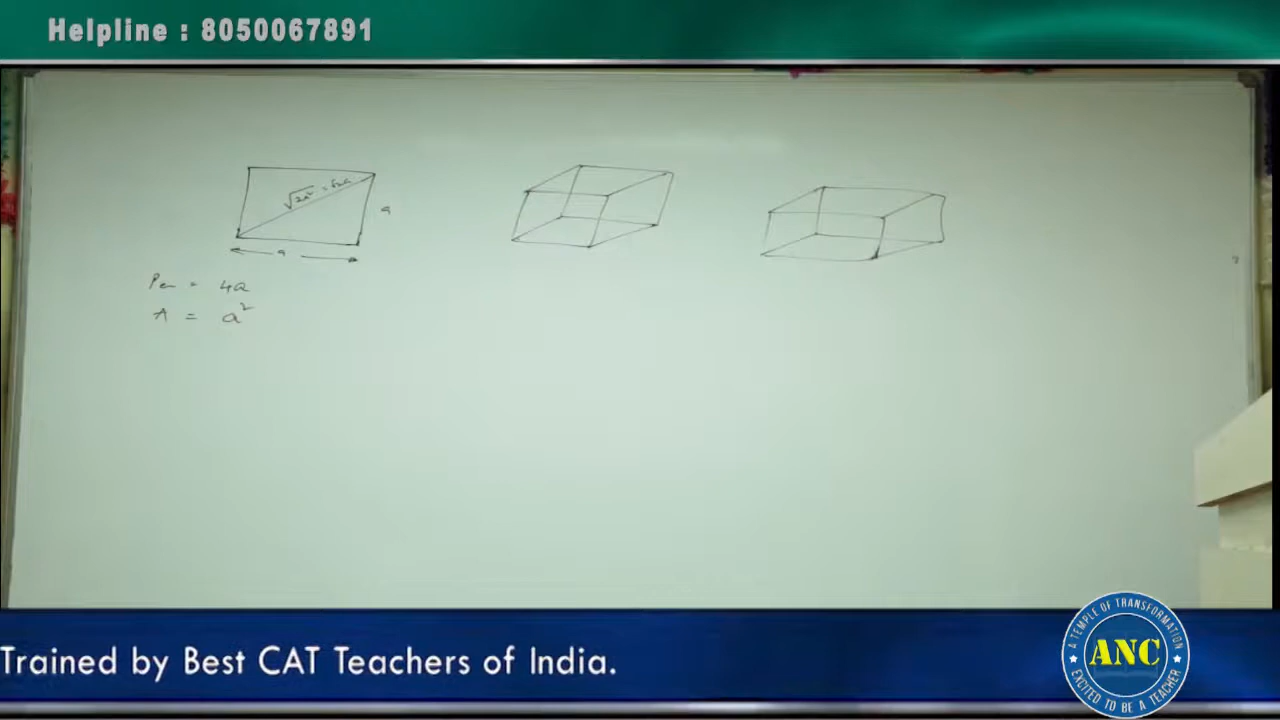 Helpline : 8050067891
√2a² = √2a
a
a
Per = 4a
A = a²
Trained by Best CAT Teachers of India.
A TEMPLE OF TRANSFORMATION
ANC
EXCITED TO BE A TEACHER